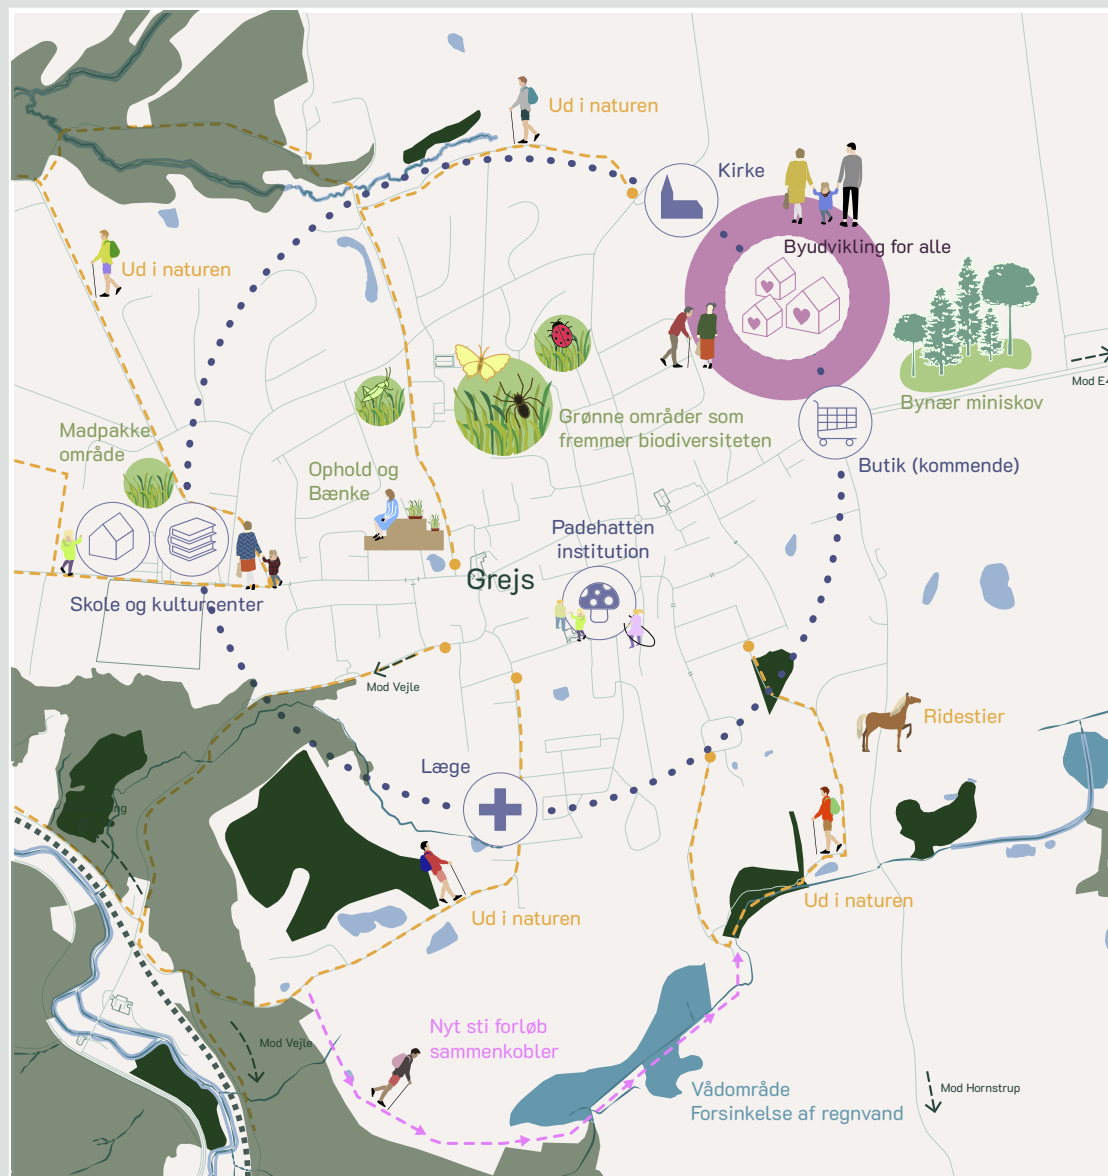 Ud i naturen
Kirke
Byudvikling for alle
Ud i naturen
Mod E4
Bynær miniskov
Grønne områder som
fremmer biodiversiteten
Madpakke
område
Ophold og
Bænke
Butik (kommende)
Padehatten
institution
Grejs
Skole og kulturcenter
Mod Vejle
Ridestier
Læge
Ud i naturen
Ud i naturen
Nyt sti forløb
sammenkobler
Mod Vejle
Vådområde
Forsinkelse af regnvand
Mod Hornstrup